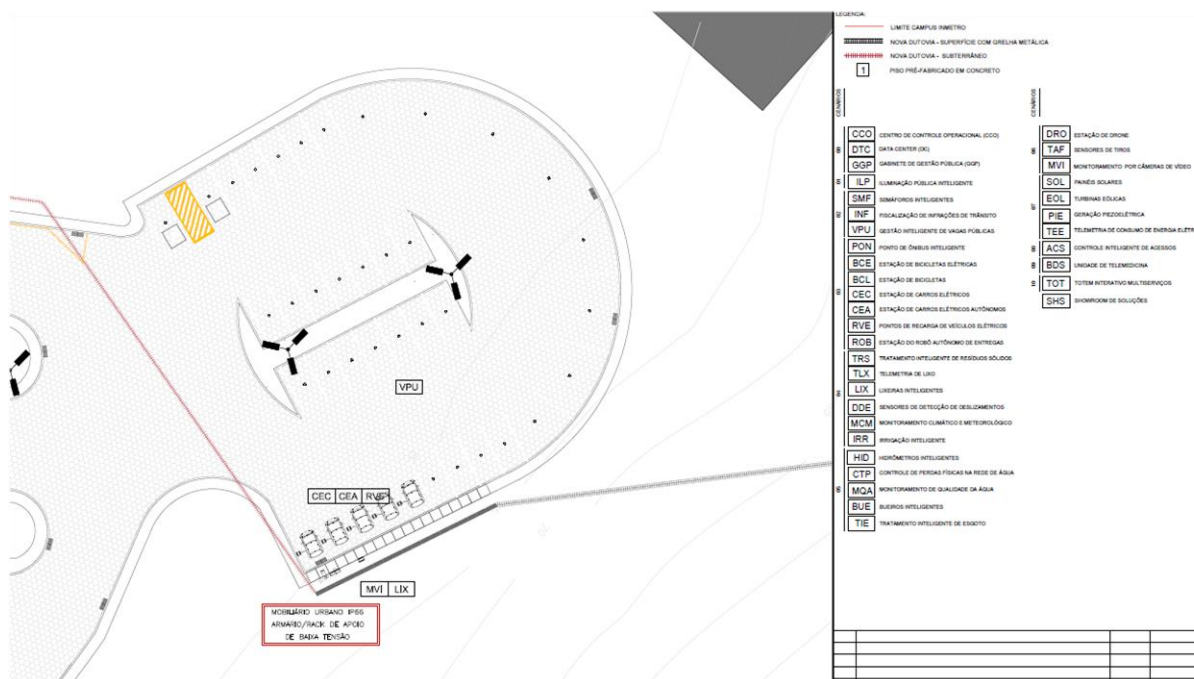 LEGENDA:
LIMITE CAMPUS INMETRO
NOVA DUTOVIA - SUPERFÍCIE COM GRELHA METÁLICA
NOVA DUTOVIA - SUBTERRÂNEO
1 PISO PRÉ-FABRICADO EM CONCRETO
CENÁRIOS
00
CCO CENTRO DE CONTROLE OPERACIONAL (CCO)
DTC DATA CENTER (DC)
GGP GABINETE DE GESTÃO PÚBLICA (GGP)
01
ILP ILUMINAÇÃO PÚBLICA INTELIGENTE
02
SMF SEMÁFOROS INTELIGENTES
INF FISCALIZAÇÃO DE INFRAÇÕES DE TRÂNSITO
VPU GESTÃO INTELIGENTE DE VAGAS PÚBLICAS
03
PON PONTO DE ÔNIBUS INTELIGENTE
BCE ESTAÇÃO DE BICICLETAS ELÉTRICAS
BCL ESTAÇÃO DE BICICLETAS
CEC ESTAÇÃO DE CARROS ELÉTRICOS
CEA ESTAÇÃO DE CARROS ELÉTRICOS AUTÔNOMOS
RVE PONTOS DE RECARGA DE VEÍCULOS ELÉTRICOS
ROB ESTAÇÃO DO ROBÔ AUTÔNOMO DE ENTREGAS
04
TRS TRATAMENTO INTELIGENTE DE RESÍDUOS SÓLIDOS
TLX TELEMETRIA DE LIXO
LIX LIXEIRAS INTELIGENTES
DDE SENSORES DE DETECÇÃO DE DESLIZAMENTOS
MCM MONITORAMENTO CLIMÁTICO E METEOROLÓGICO
IRR IRRIGAÇÃO INTELIGENTE
05
HID HIDRÔMETROS INTELIGENTES
CTP CONTROLE DE PERDAS FÍSICAS NA REDE DE ÁGUA
MQA MONITORAMENTO DE QUALIDADE DA ÁGUA
BUE BUEIROS INTELIGENTES
TIE TRATAMENTO INTELIGENTE DE ESGOTO
CENÁRIOS
06
DRO ESTAÇÃO DE DRONE
TAF SENSORES DE TIROS
MVI MONITORAMENTO POR CÂMERAS DE VÍDEO
07
SOL PAINÉIS SOLARES
EOL TURBINAS EÓLICAS
PIE GERAÇÃO PIEZOELÉTRICA
TEE TELEMETRIA DE CONSUMO DE ENERGIA ELÉTR
08
ACS CONTROLE INTELIGENTE DE ACESSOS
09
BDS UNIDADE DE TELEMEDICINA
10
TOT TOTEM INTERATIVO MULTISERVIÇOS
SHS SHOWROOM DE SOLUÇÕES
VPU
CEC CEA RVE
MVI LIX
MOBILIÁRIO URBANO IP66
ARMÁRIO/RACK DE APOIO
DE BAIXA TENSÃO